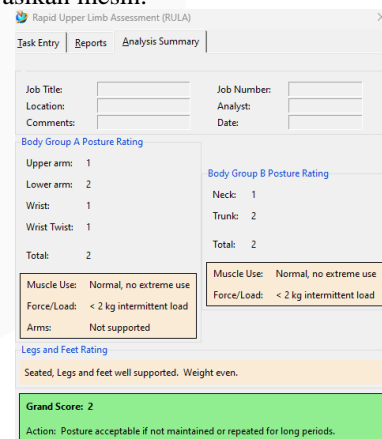 Rapid Upper Limb Assessment (RULA)
Task Entry Reports Analysis Summary
Job Title: Job Number:
Location: Analyst:
Comments: Date:
Body Group A Posture Rating
Upper arm: 1
Lower arm: 2
Wrist: 1
Wrist Twist: 1
Total: 2
Muscle Use: Normal, no extreme use
Force/Load: < 2 kg intermittent load
Arms: Not supported
Body Group B Posture Rating
Neck: 1
Trunk: 2
Total: 2
Muscle Use: Normal, no extreme use
Force/Load: < 2 kg intermittent load
Legs and Feet Rating
Seated, Legs and feet well supported. Weight even.
Grand Score: 2
Action: Posture acceptable if not maintained or repeated for long periods.